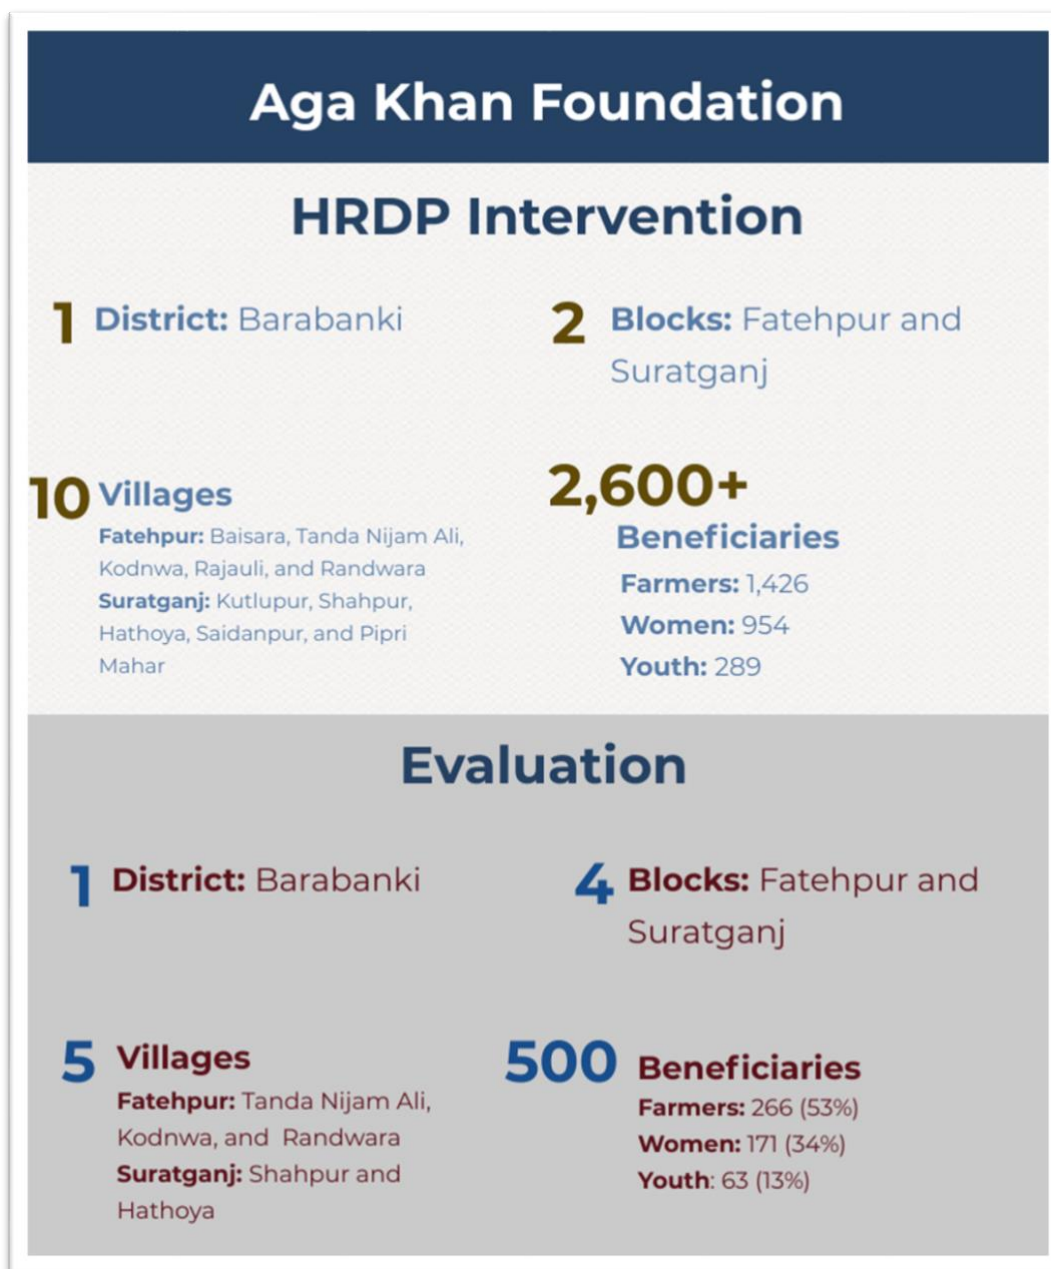 Aga Khan Foundation
HRDP Intervention
1 District: Barabanki
2 Blocks: Fatehpur and
Suratganj
10 Villages
Fatehpur: Baisara, Tanda Nijam Ali,
Kodnwa, Rajauli, and Randwara
Suratganj: Kutlupur, Shahpur,
Hathoya, Saidanpur, and Pipri
Mahar
2,600+
Beneficiaries
Farmers: 1,426
Women: 954
Youth: 289
Evaluation
1 District: Barabanki
4 Blocks: Fatehpur and
Suratganj
5 Villages
Fatehpur: Tanda Nijam Ali,
Kodnwa, and Randwara
Suratganj: Shahpur and
Hathoya
500 Beneficiaries
Farmers: 266 (53%)
Women: 171 (34%)
Youth: 63 (13%)